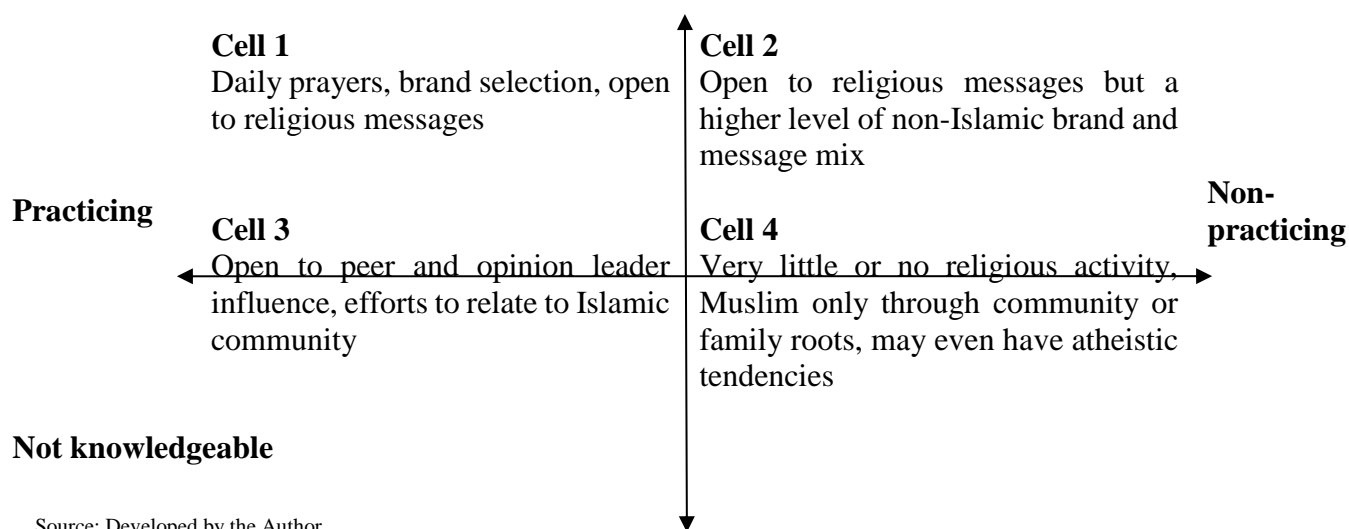 Cell 1
Daily prayers, brand selection, open
to religious messages
Cell 2
Open to religious messages but a
higher level of non-Islamic brand and
message mix
Practicing
Non-
practicing
Cell 3
Open to peer and opinion leader
influence, efforts to relate to Islamic
community
Cell 4
Very little or no religious activity,
Muslim only through community or
family roots, may even have atheistic
tendencies
Not knowledgeable
Source: Developed by the Author